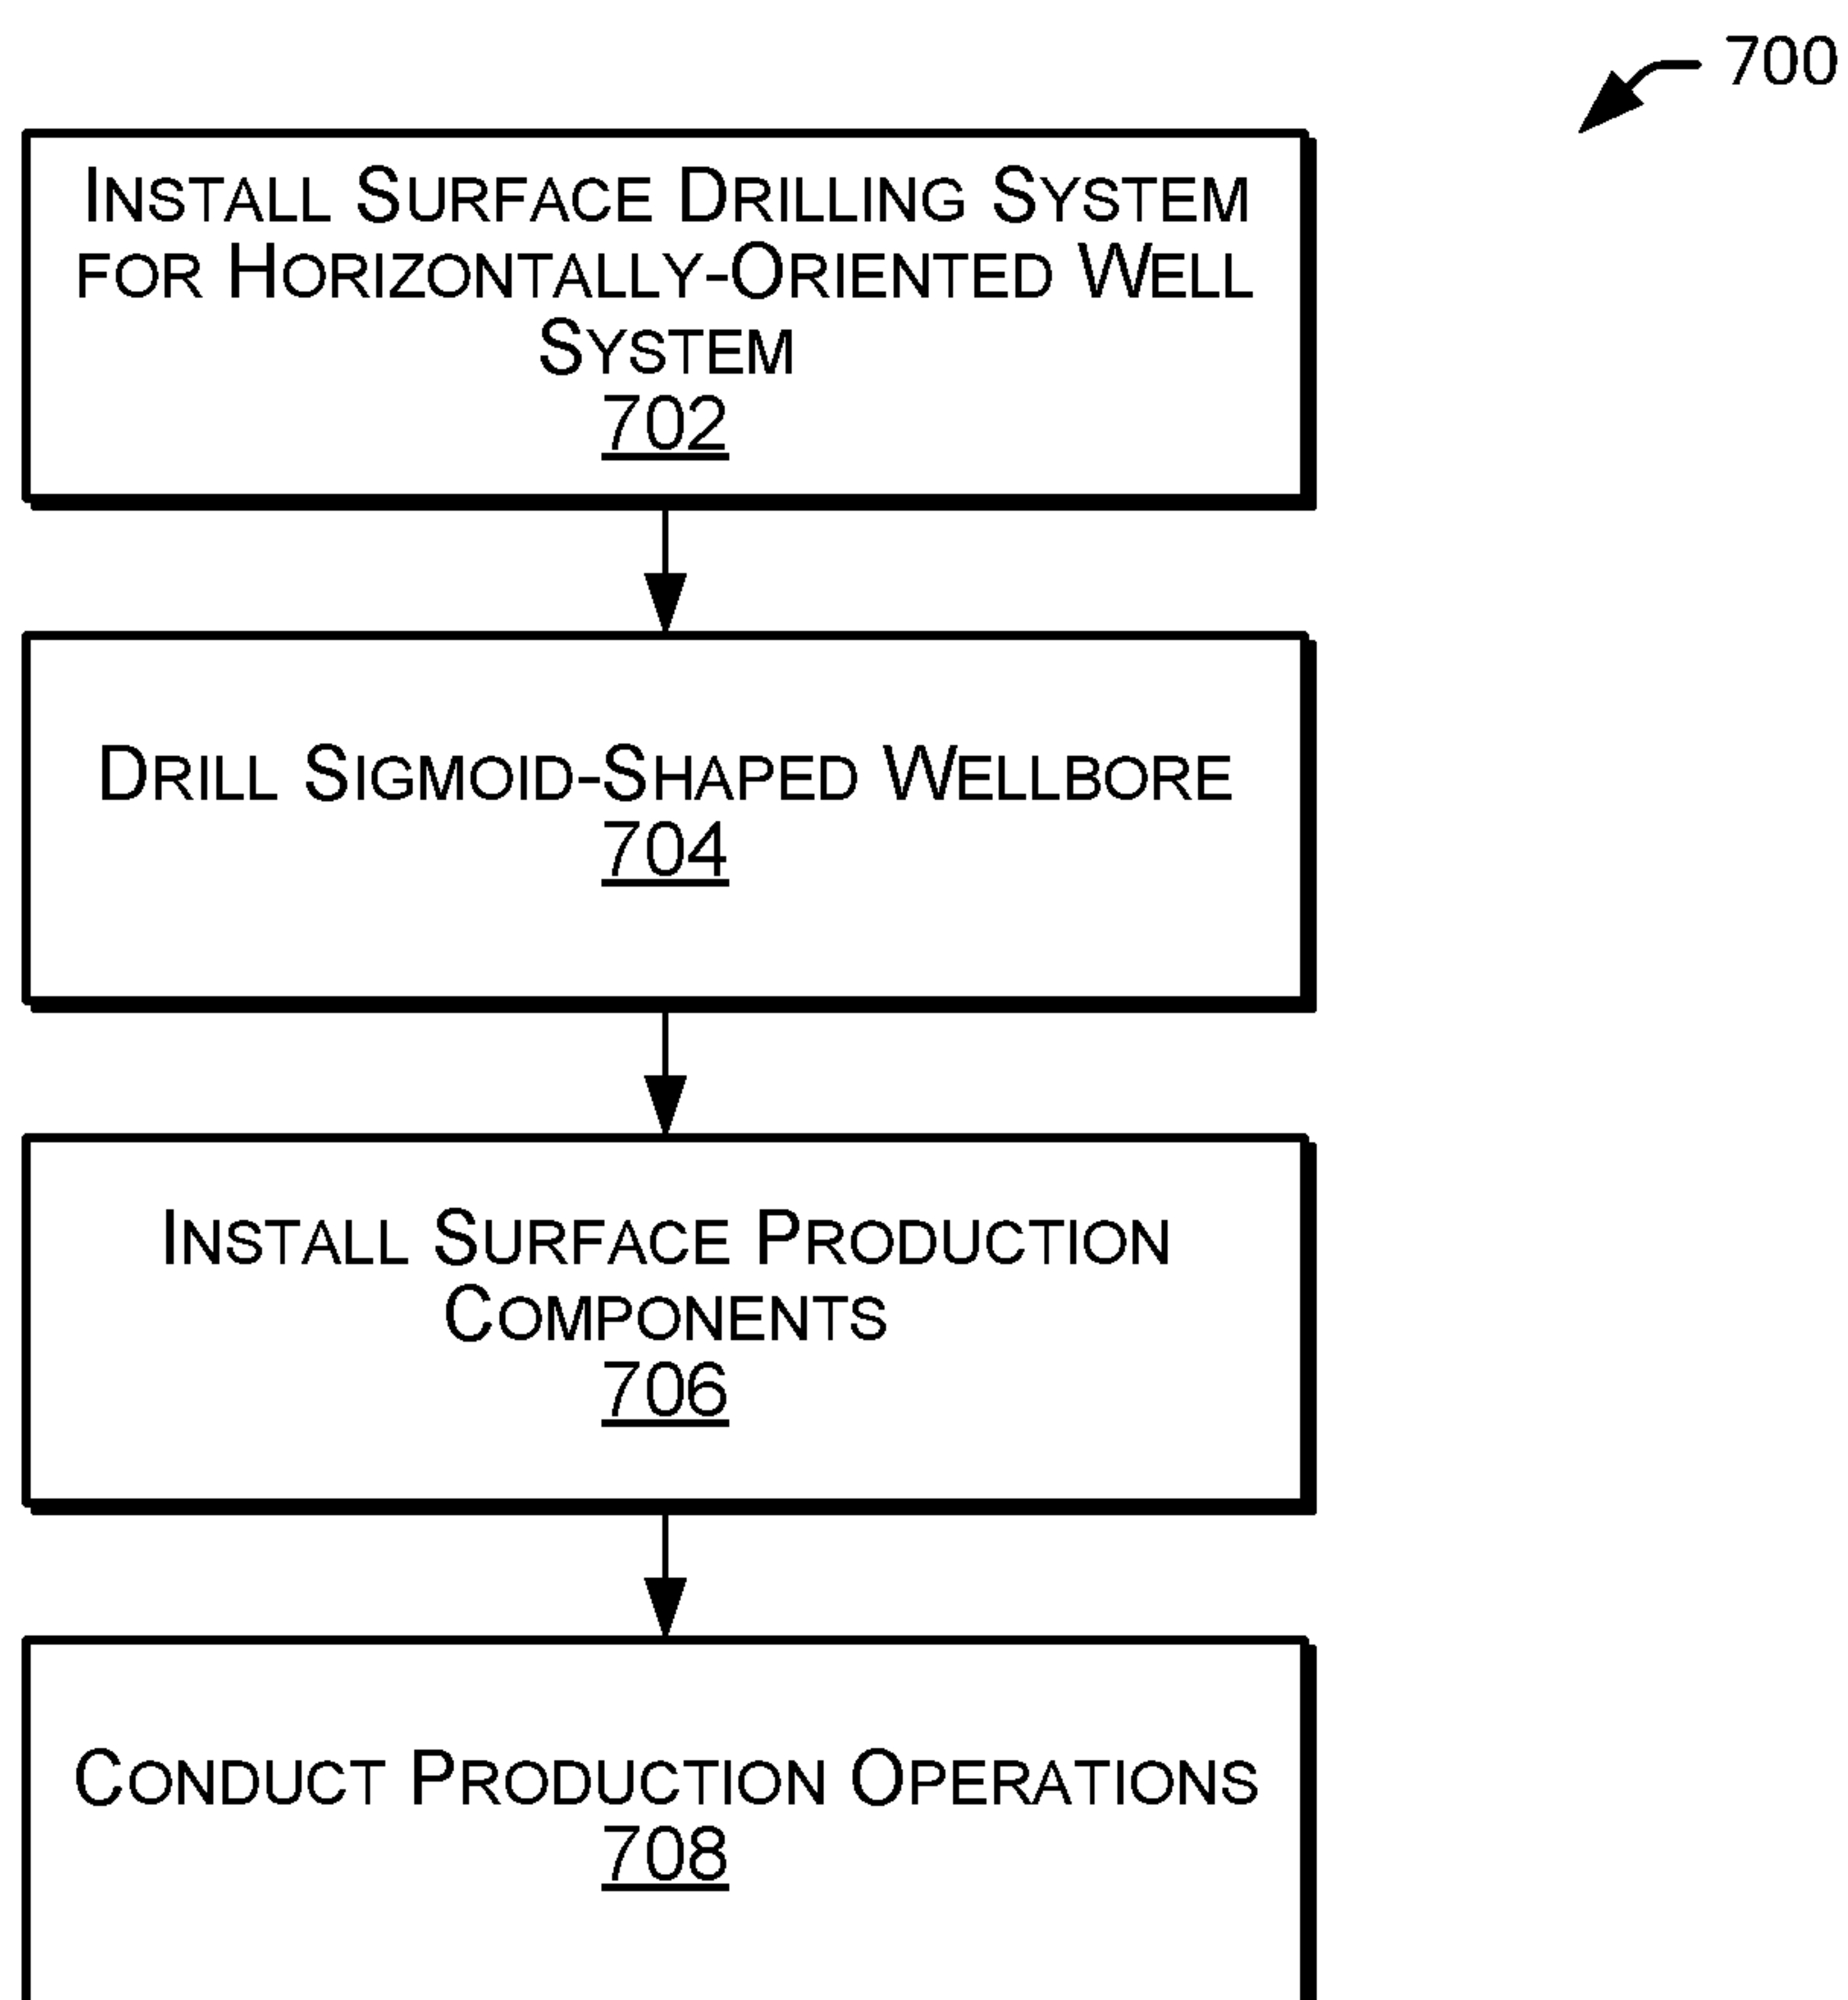 700
INSTALL SURFACE DRILLING SYSTEM
FOR HORIZONTALLY-ORIENTED WELL
SYSTEM
702
DRILL SIGMOID-SHAPED WELLBORE
704
INSTALL SURFACE PRODUCTION
COMPONENTS
706
CONDUCT PRODUCTION OPERATIONS
708